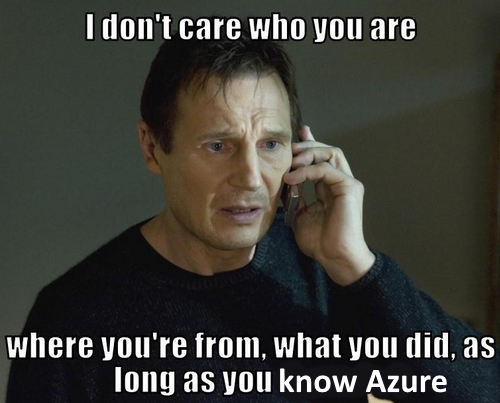 I don't care who you are
where you're from, what you did, as
long as you know Azure